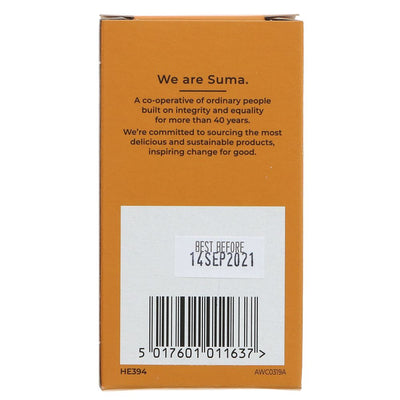 We are Suma.
A co-operative of ordinary people
built on integrity and equality
for more than 40 years.
We're committed to sourcing the most
delicious and sustainable products,
inspiring change for good.
BEST BEFORE
14SEP2021
5 017601 011637 >
HE394
AWC0319A